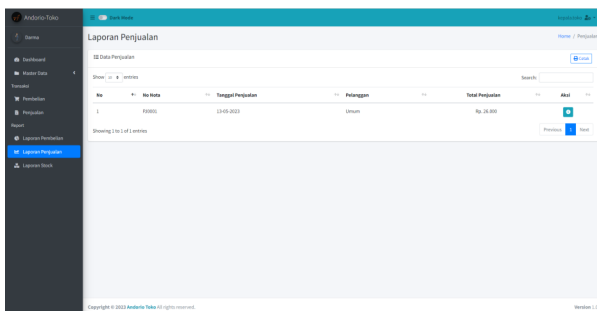 Andorio-Toko
Dark Mode
Darma
Dashboard
Master Data
Transaksi
Pembelian
Penjualan
Report
Laporan Pembelian
Laporan Penjualan
Laporan Stock
Laporan Penjualan
Home / Penjualan
Data Penjualan
Cetak
Show 10 entries
Search:
No No Nota Tanggal Penjualan Pelanggan Total Penjualan Aksi
1 13-05-2023 Umum Rp. 26.000
Showing 1 to 1 of 1 entries
Previous 1 Next
Copyright © 2023 Andorio Toko All rights reserved.
Version